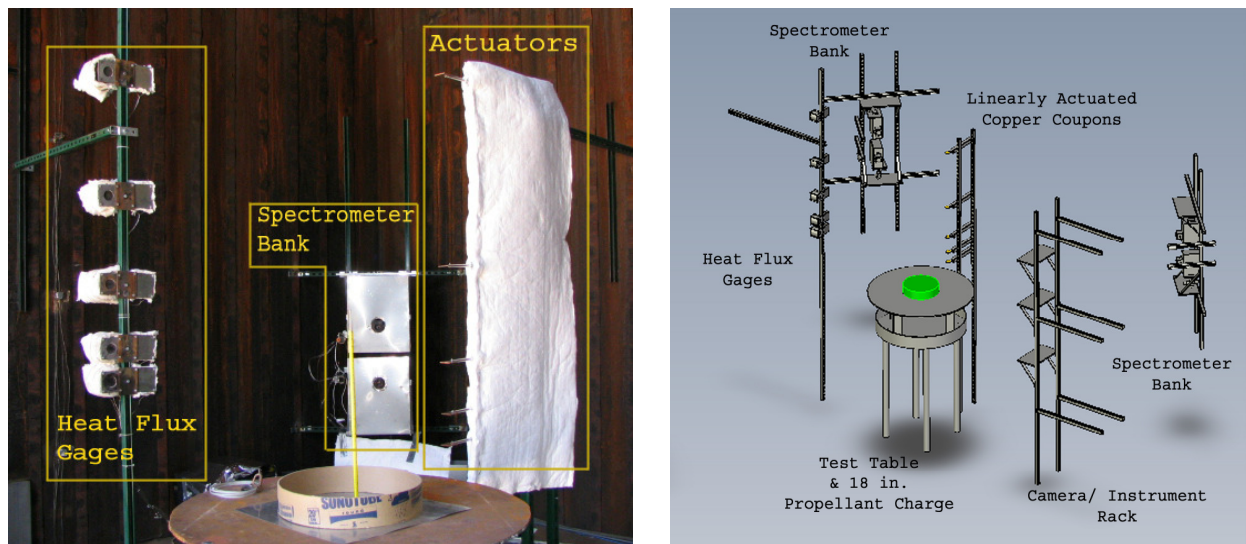 Actuators
Spectrometer
Bank
Heat Flux
Gages
SONOTUBE
Spectrometer
Bank
Linearly Actuated
Copper Coupons
Heat Flux
Gages
Spectrometer
Bank
Test Table
& 18 in.
Propellant Charge
Camera/ Instrument
Rack